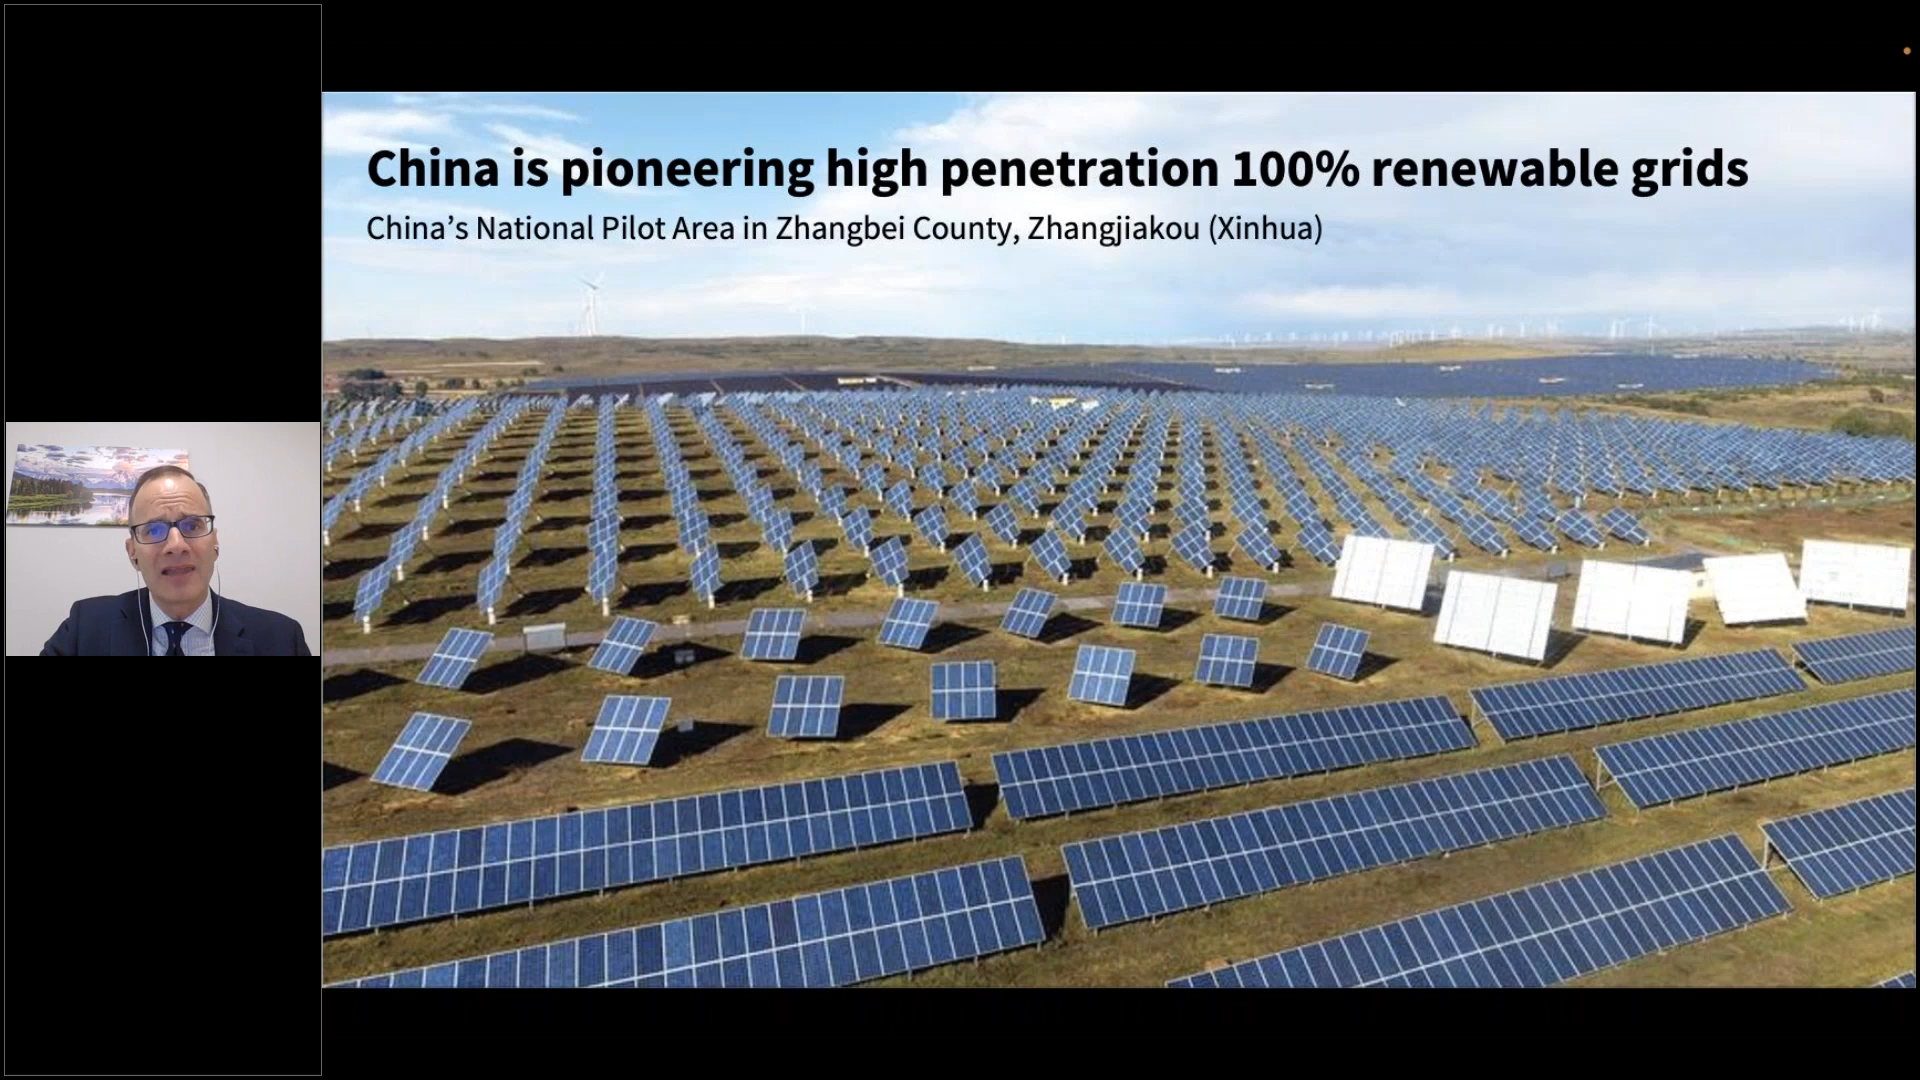 China is pioneering high penetration 100% renewable grids
China’s National Pilot Area in Zhangbei County, Zhangjiakou (Xinhua)